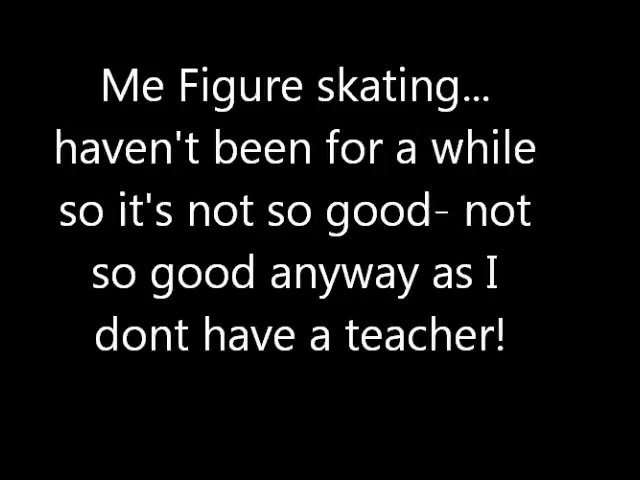 Me Figure skating...
haven't been for a while
so it's not so good- not
so good anyway as I
dont have a teacher!